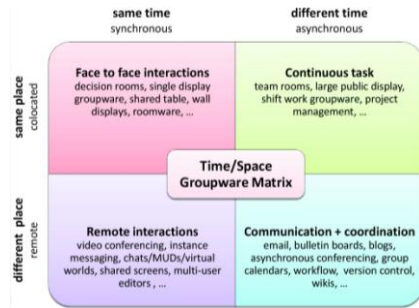 same time
synchronous
different time
asynchronous
same place
colocated
Face to face interactions
decision rooms, single display
groupware, shared table, wall
displays, roomware, ...
Continuous task
team rooms, large public display,
shift work groupware, project
management, ...
Time/Space
Groupware Matrix
different place
remote
Remote interactions
video conferencing, instance
messaging, chats/MUDs/virtual
worlds, shared screens, multi-user
editors , ...
Communication + coordination
email, bulletin boards, blogs,
asynchronous conferencing, group
calendars, workflow, version control,
wikis, ...